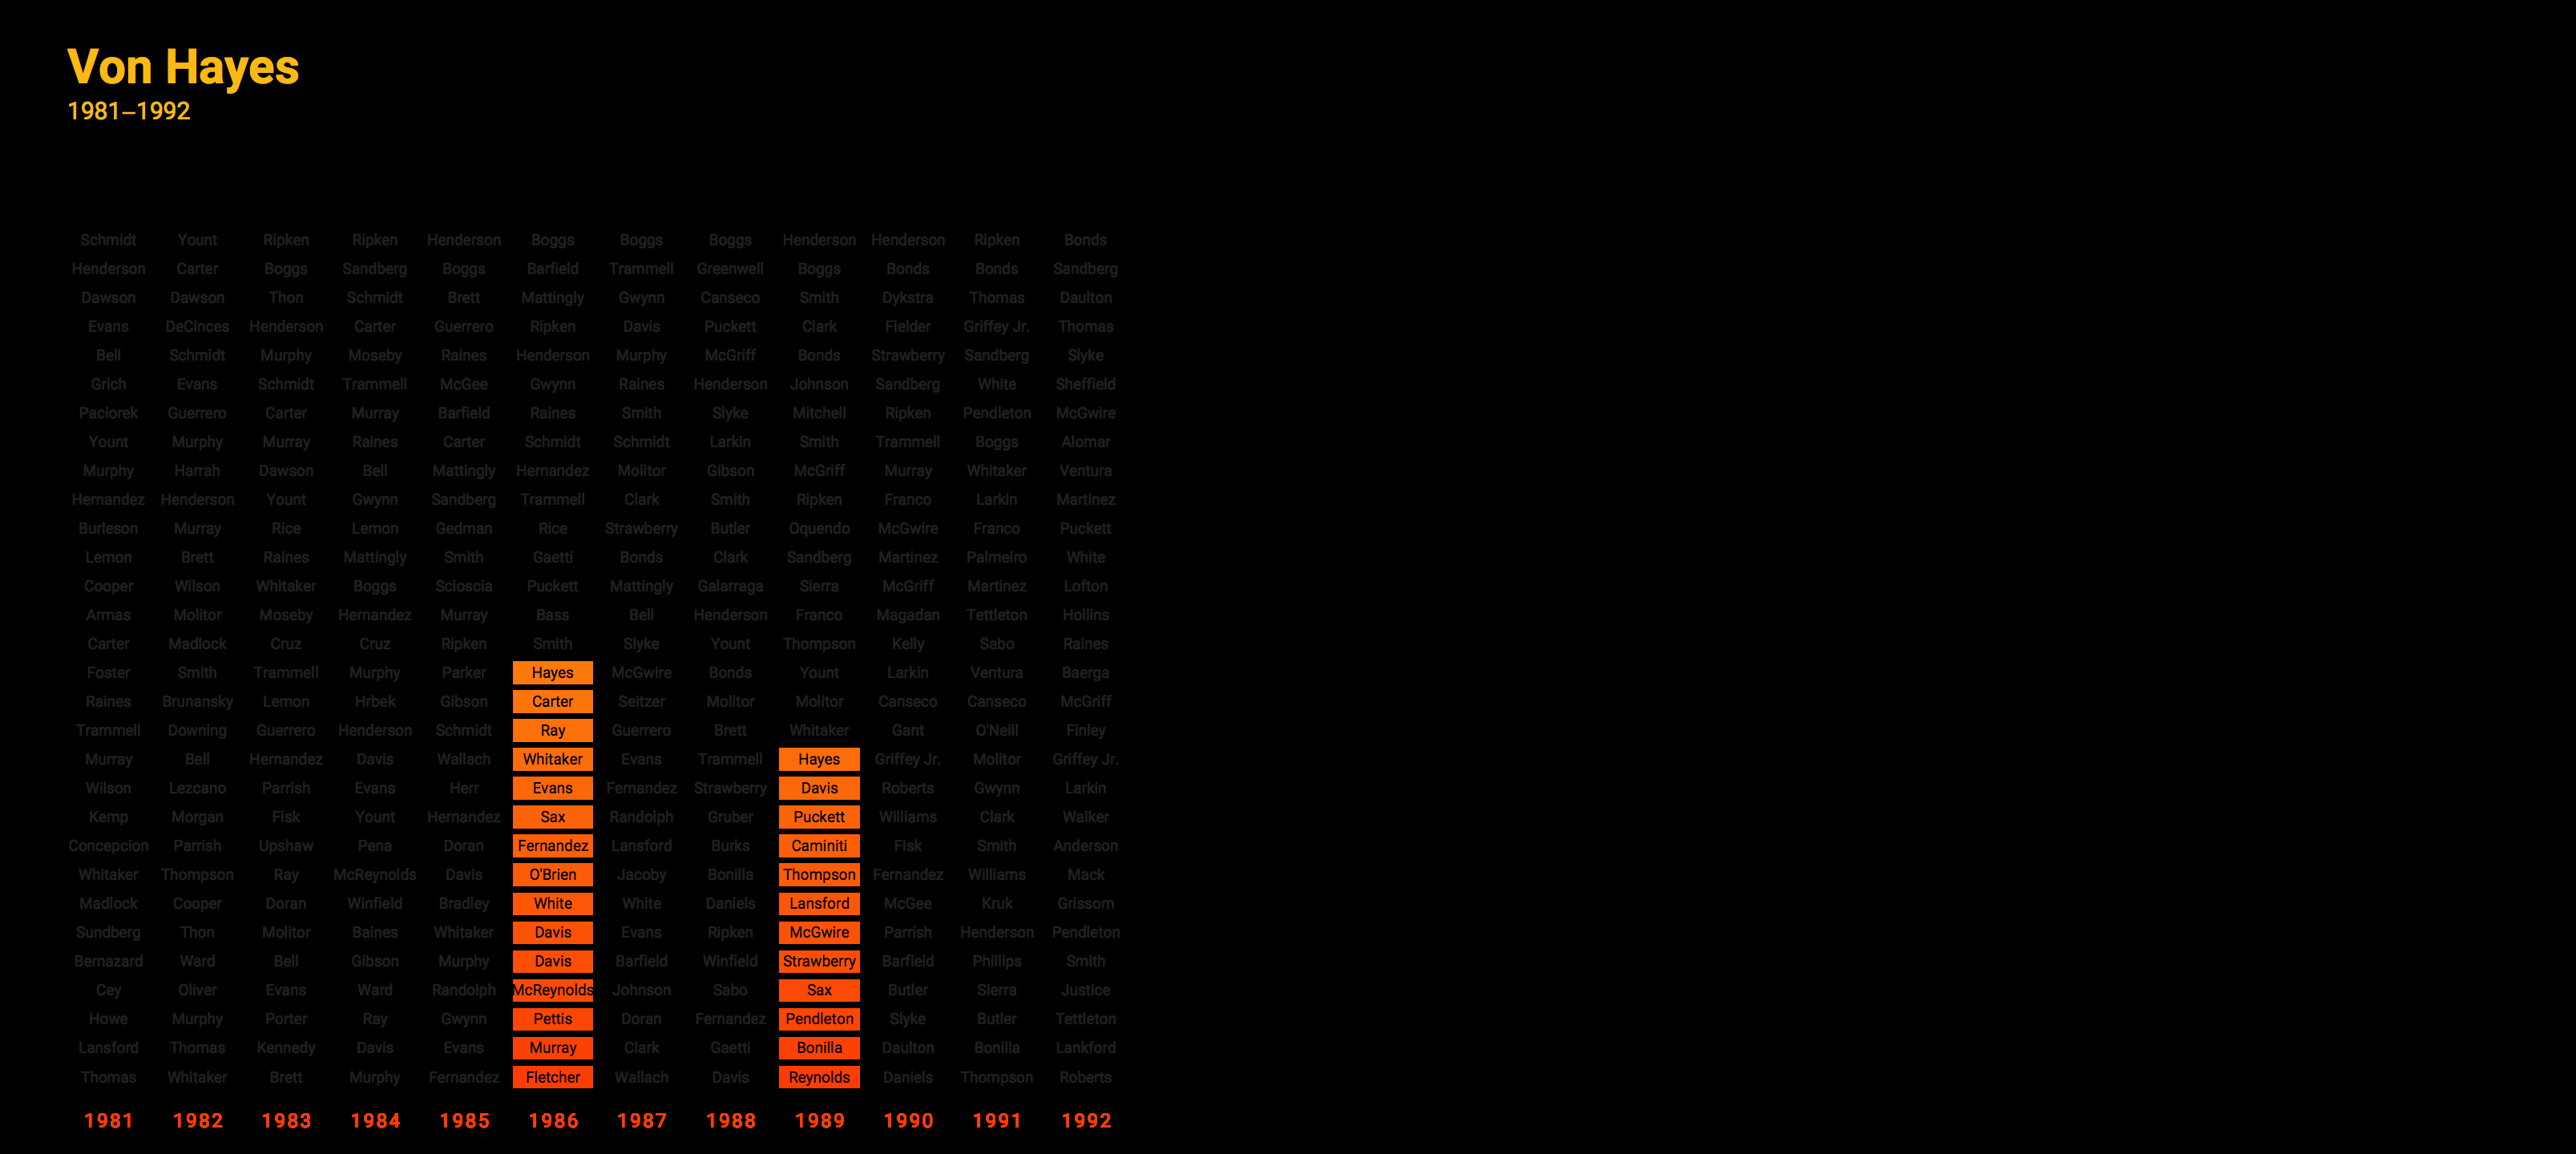 Von Hayes
1981–1992
Schmidt Yount Ripken Ripken Henderson Boggs Boggs Boggs Henderson Henderson Ripken Bonds
Henderson Carter Boggs Sandberg Boggs Barfield Trammell Greenwell Boggs Bonds Bonds Sandberg
Dawson Dawson Thon Schmidt Brett Mattingly Gwynn Canseco Smith Dykstra Thomas Daulton
Evans DeCinces Henderson Carter Guerrero Ripken Davis Puckett Clark Fielder Griffey Jr. Thomas
Bell Schmidt Murphy Moseby Raines Henderson Murphy McGriff Bonds Strawberry Sandberg Slyke
Grich Evans Schmidt Trammell McGee Gwynn Raines Henderson Johnson Sandberg White Sheffield
Paciorek Guerrero Carter Murray Barfield Raines Smith Slyke Mitchell Ripken Pendleton McGwire
Yount Murphy Murray Raines Carter Schmidt Schmidt Larkin Smith Trammell Boggs Alomar
Murphy Harrah Dawson Bell Mattingly Hernandez Molitor Gibson McGriff Murray Whitaker Ventura
Hernandez Henderson Yount Gwynn Sandberg Trammell Clark Smith Ripken Franco Larkin Martinez
Burleson Murray Rice Lemon Gedman Rice Strawberry Butler Oquendo McGwire Franco Puckett
Lemon Brett Raines Mattingly Smith Gaetti Bonds Clark Sandberg Martinez Palmeiro White
Cooper Wilson Whitaker Boggs Scioscia Puckett Mattingly Galarraga Sierra McGriff Martinez Lofton
Armas Molitor Moseby Hernandez Murray Bass Bell Henderson Franco Magadan Tettleton Hollins
Carter Madlock Cruz Cruz Ripken Smith Slyke Yount Thompson Kelly Sabo Raines
Foster Smith Trammell Murphy Parker Hayes McGwire Bonds Yount Larkin Ventura Baerga
Raines Brunansky Lemon Hrbek Gibson Carter Seitzer Molitor Molitor Canseco Canseco McGriff
Trammell Downing Guerrero Henderson Schmidt Ray Guerrero Brett Whitaker Gant O'Neill Finley
Murray Bell Hernandez Davis Wallach Whitaker Evans Trammell Hayes Griffey Jr. Molitor Griffey Jr.
Wilson Lezcano Parrish Evans Herr Evans Fernandez Strawberry Davis Roberts Gwynn Larkin
Kemp Morgan Fisk Yount Hernandez Sax Randolph Gruber Puckett Williams Clark Walker
Concepcion Parrish Upshaw Pena Doran Fernandez Lansford Burks Caminiti Fisk Smith Anderson
Whitaker Thompson Ray McReynolds Davis O'Brien Jacoby Bonilla Thompson Fernandez Williams Mack
Madlock Cooper Doran Winfield Bradley White White Daniels Lansford McGee Kruk Grissom
Sundberg Thon Molitor Baines Whitaker Davis Evans Ripken McGwire Parrish Henderson Pendleton
Bernazard Ward Bell Gibson Murphy Davis Barfield Winfield Strawberry Barfield Phillips Smith
Cey Oliver Evans Ward Randolph McReynolds Johnson Sabo Sax Butler Sierra Justice
Howe Murphy Porter Ray Gwynn Pettis Doran Fernandez Pendleton Slyke Butler Tettleton
Lansford Thomas Kennedy Davis Evans Murray Clark Gaetti Bonilla Daulton Bonilla Lankford
Thomas Whitaker Brett Murphy Fernandez Fletcher Wallach Davis Reynolds Daniels Thompson Roberts
1981 1982 1983 1984 1985 1986 1987 1988 1989 1990 1991 1992